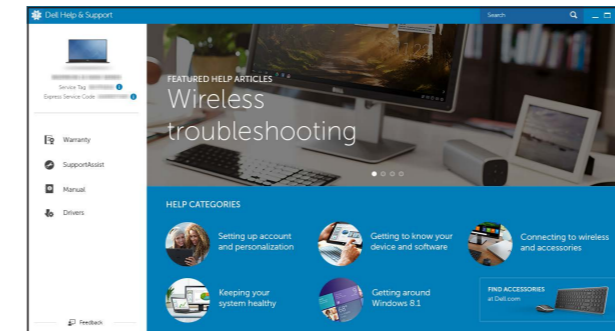 Dell Help & Support
Search
Service Tag:
Express Service Code:
Warranty
SupportAssist
Manual
Drivers
Feedback
FEATURED HELP ARTICLES
Wireless
troubleshooting
HELP CATEGORIES
Setting up account
and personalization
Getting to know your
device and software
Connecting to wireless
and accessories
Keeping your
system healthy
Getting around
Windows 8.1
FIND ACCESSORIES
at Dell.com